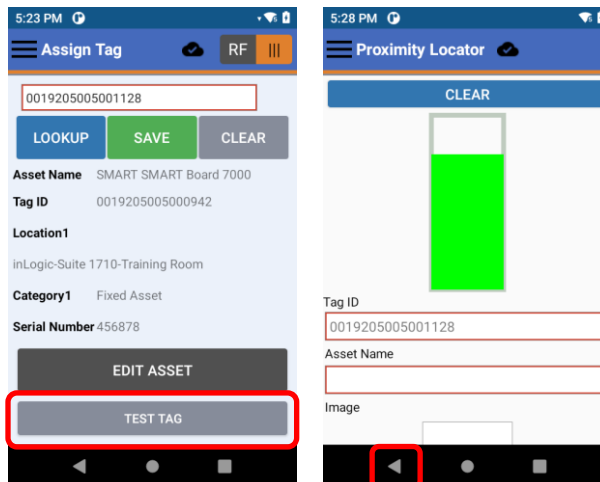 5:23 PM
Assign Tag
RF
0019205005001128
LOOKUP SAVE CLEAR
Asset Name SMART SMART Board 7000
Tag ID 0019205005000942
Location1
inLogic-Suite 1710-Training Room
Category1 Fixed Asset
Serial Number 456878
EDIT ASSET
TEST TAG
5:28 PM
Proximity Locator
CLEAR
Tag ID
0019205005001128
Asset Name
Image